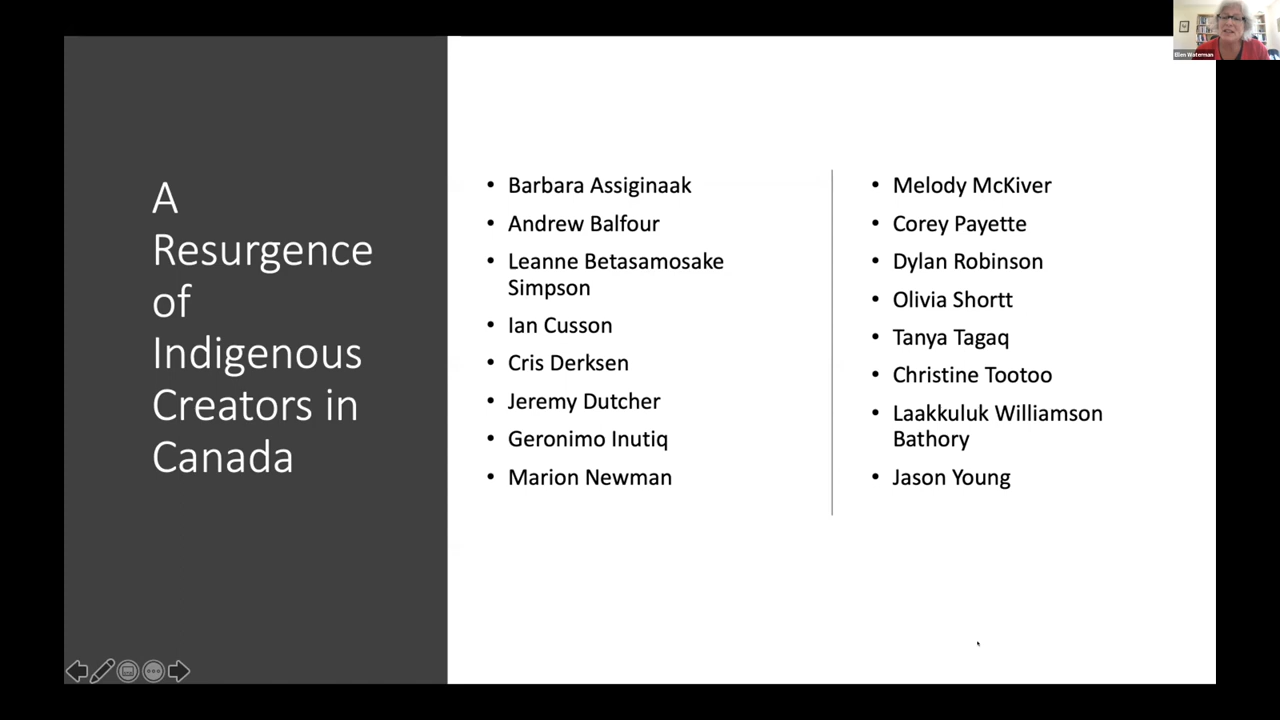 A
Resurgence
of
Indigenous
Creators in
Canada
• Barbara Assiginaak
• Andrew Balfour
• Leanne Betasamosake
Simpson
• Ian Cusson
• Cris Derksen
• Jeremy Dutcher
• Geronimo Inutiq
• Marion Newman
• Melody McKiver
• Corey Payette
• Dylan Robinson
• Olivia Shortt
• Tanya Tagaq
• Christine Tootoo
• Laakkuluk Williamson
Bathory
• Jason Young
Ellen Waterman